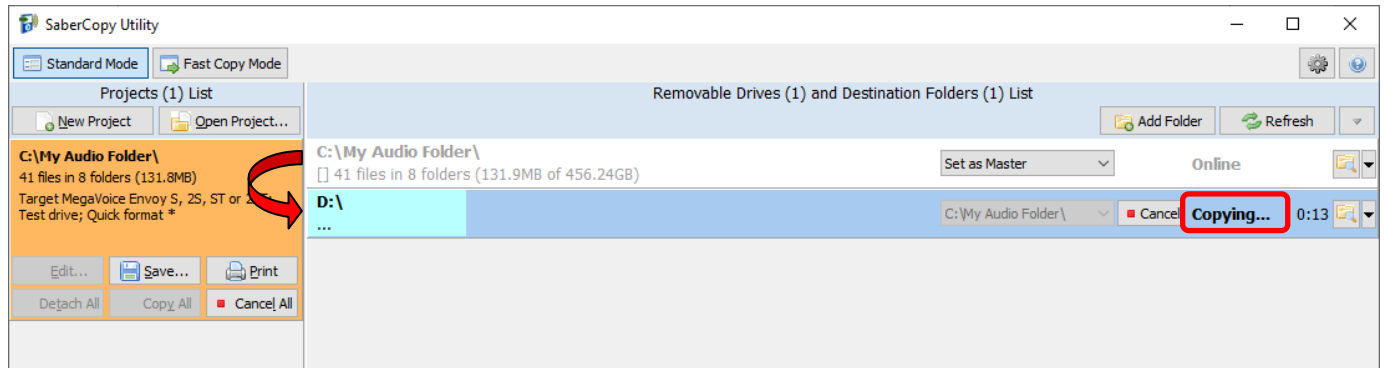 SaberCopy Utility
Standard Mode Fast Copy Mode
Projects (1) List
New Project Open Project...
C:\My Audio Folder\
41 files in 8 folders (131.8MB)
Target MegaVoice Envoy S, 2S, ST or
Test drive; Quick format *
Edit... Save... Print
Detach All Copy All Cancel All
Removable Drives (1) and Destination Folders (1) List
Add Folder Refresh
C:\My Audio Folder\
[] 41 files in 8 folders (131.9MB of 456.24GB)
Set as Master Online
D:\
...
C:\My Audio Folder\ Cancel Copying... 0:13